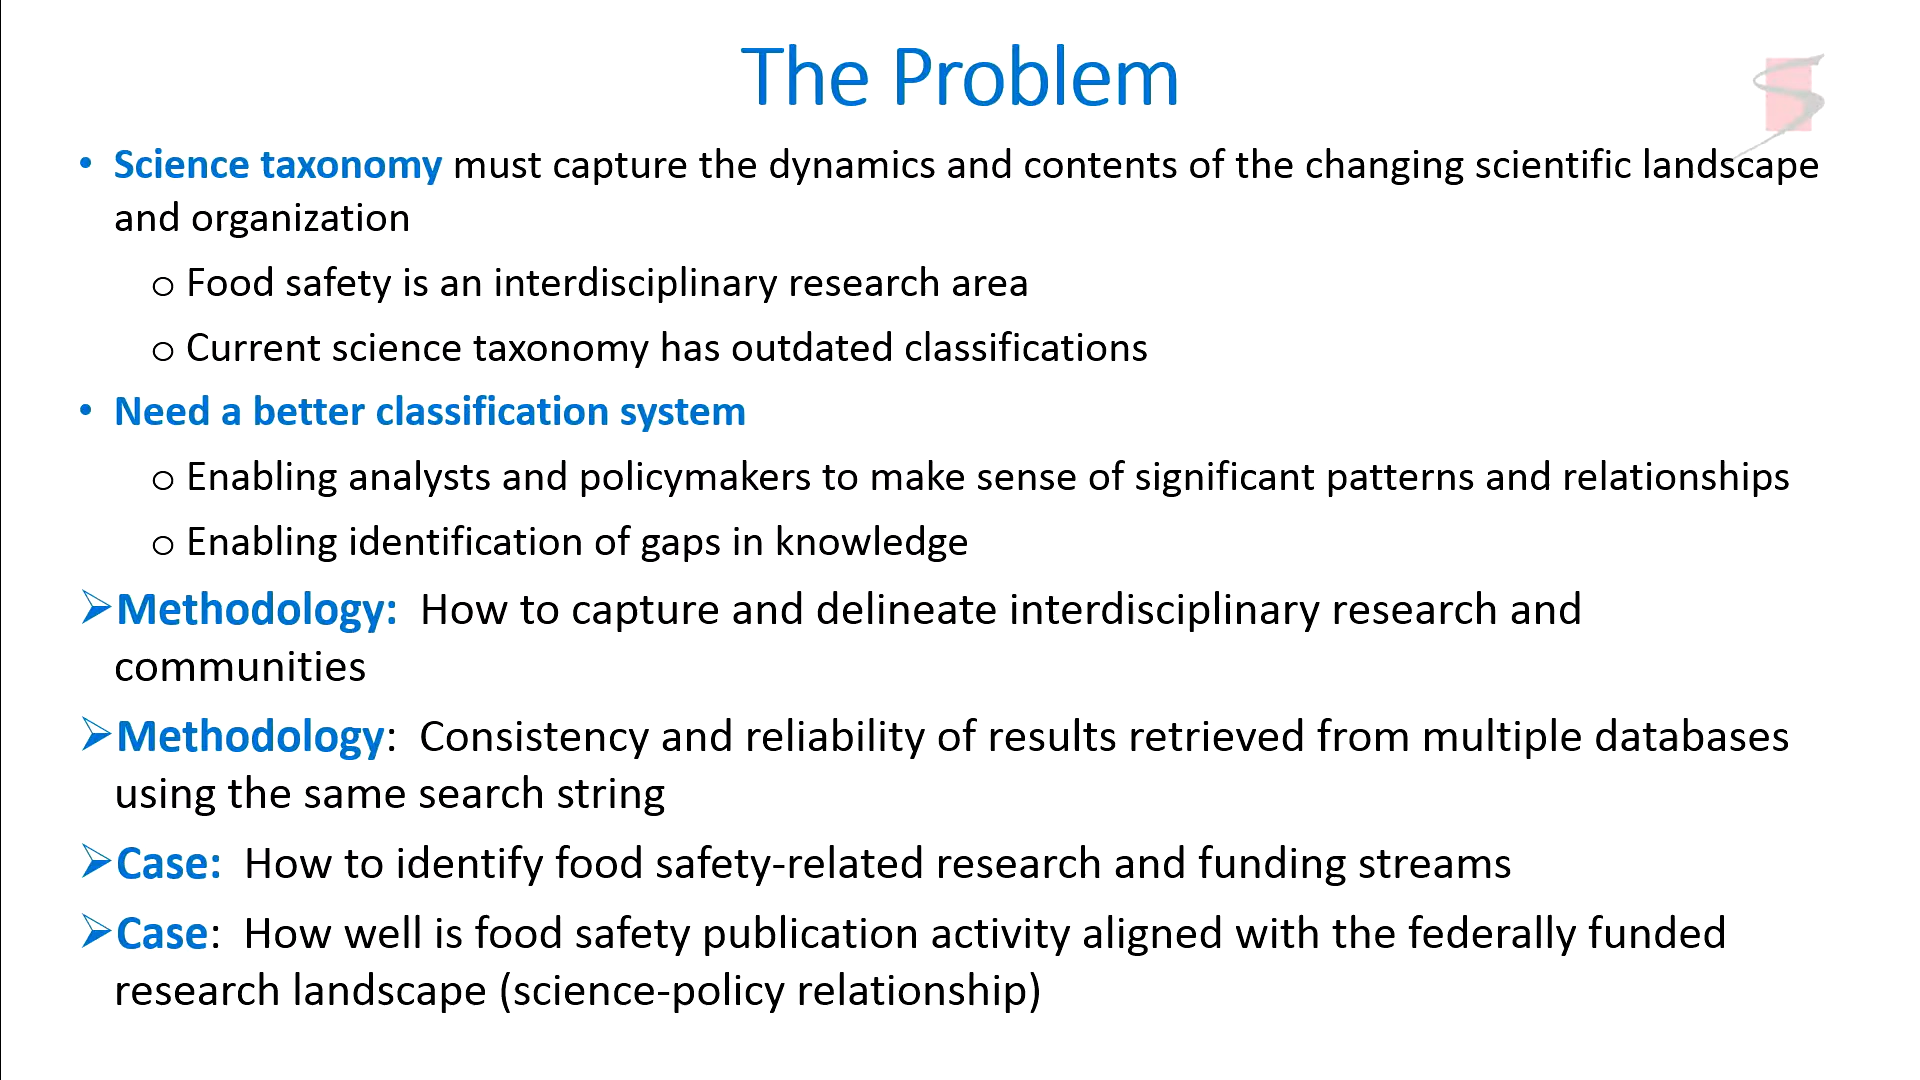 The Problem
• Science taxonomy must capture the dynamics and contents of the changing scientific landscape
and organization
o Food safety is an interdisciplinary research area
o Current science taxonomy has outdated classifications
• Need a better classification system
o Enabling analysts and policymakers to make sense of significant patterns and relationships
o Enabling identification of gaps in knowledge
➢Methodology: How to capture and delineate interdisciplinary research and
communities
➢Methodology: Consistency and reliability of results retrieved from multiple databases
using the same search string
➢Case: How to identify food safety-related research and funding streams
➢Case: How well is food safety publication activity aligned with the federally funded
research landscape (science-policy relationship)